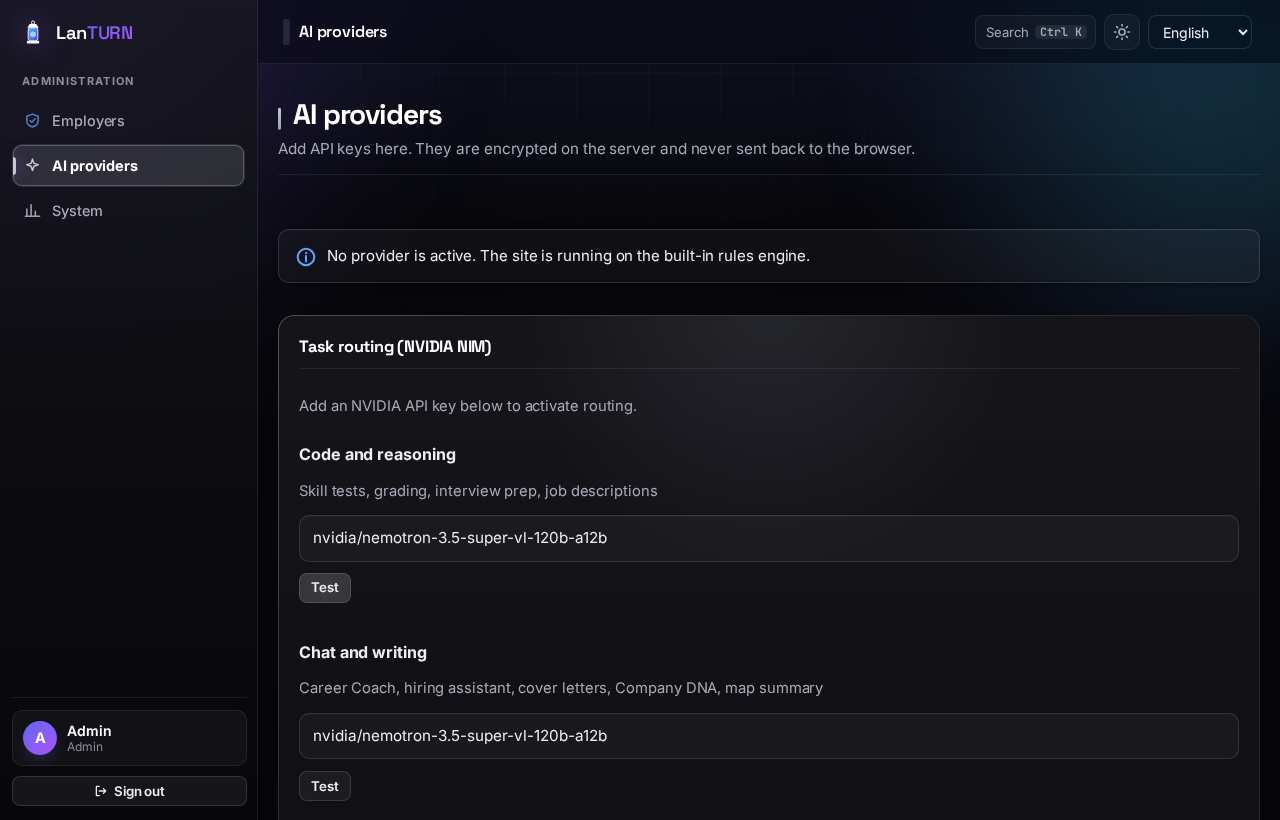 LanTURN
ADMINISTRATION
Employers
AI providers
System
Admin
Admin
Sign out
A
AI providers
Search Ctrl K
English
AI providers
Add API keys here. They are encrypted on the server and never sent back to the browser.
No provider is active. The site is running on the built-in rules engine.
Task routing (NVIDIA NIM)
Add an NVIDIA API key below to activate routing.
Code and reasoning
Skill tests, grading, interview prep, job descriptions
nvidia/nemotron-3.5-super-vl-120b-a12b
Test
Chat and writing
Career Coach, hiring assistant, cover letters, Company DNA, map summary
nvidia/nemotron-3.5-super-vl-120b-a12b
Test